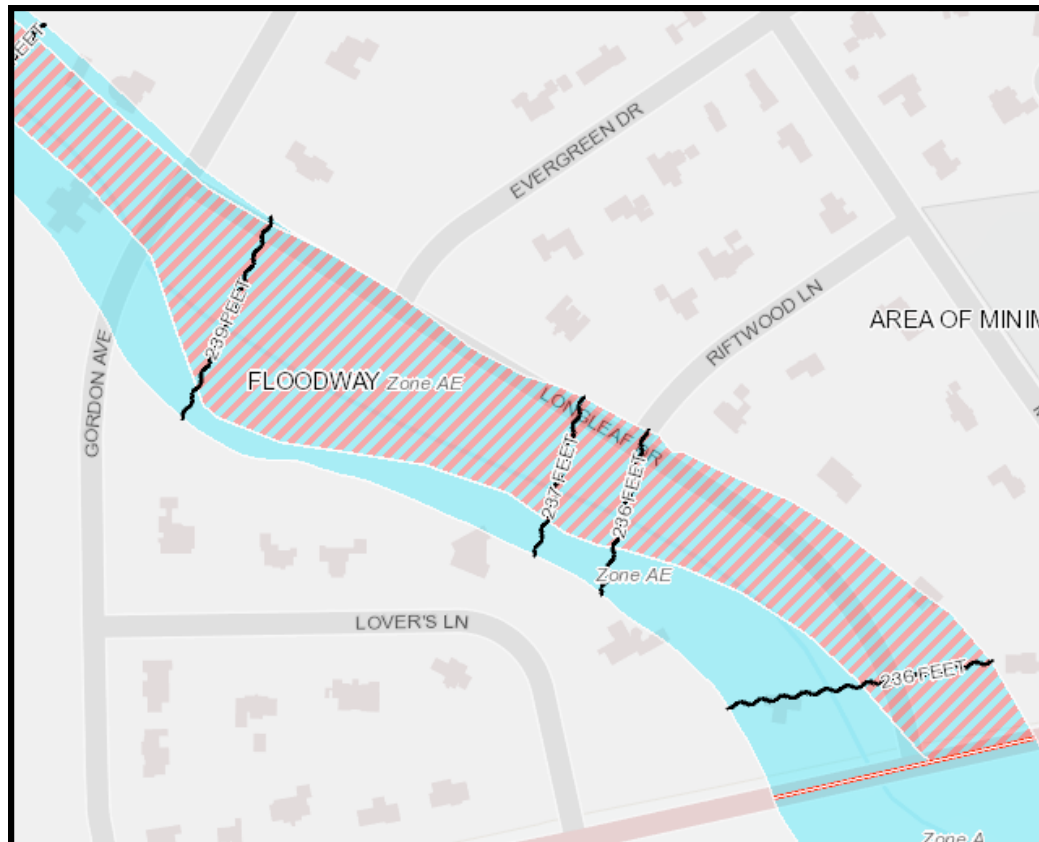 FEET
EVERGREEN DR
239 FEET
RIFTWOOD LN
AREA OF MINIM
GORDON AVE
FLOODWAY Zone AE
LONGLEAF DR
237 FEET
236 FEET
Zone AE
LOVER'S LN
236 FEET
Zone A